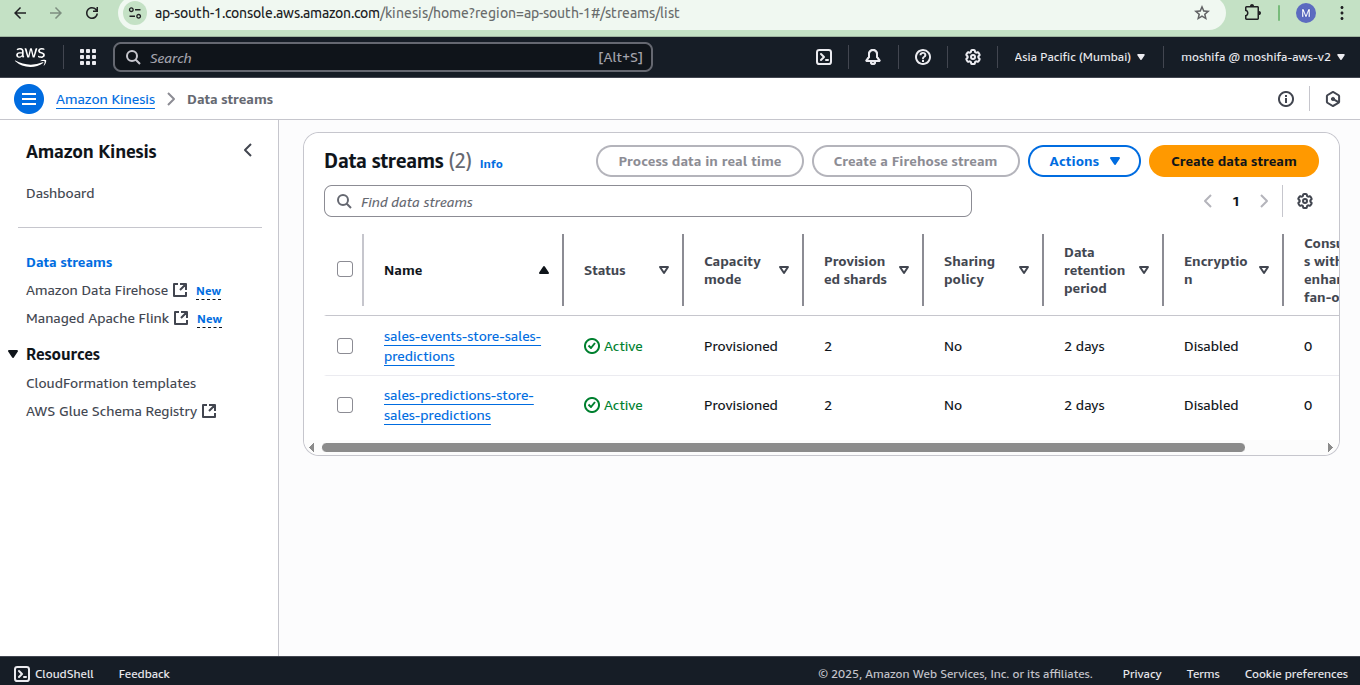 ap-south-1.console.aws.amazon.com/kinesis/home?region=ap-south-1#/streams/list
M
aws
Search
[Alt+S]
Asia Pacific (Mumbai)
moshifa @ moshifa-aws-v2
Amazon Kinesis
Data streams
Amazon Kinesis
Dashboard
Data streams
Amazon Data Firehose New
Managed Apache Flink New
Resources
CloudFormation templates
AWS Glue Schema Registry
Data streams (2) Info
Process data in real time
Create a Firehose stream
Actions
Create data stream
Find data streams
1
Name
Status
Capacity
mode
Provision
ed shards
Sharing
policy
Data
retention
period
Encryptio
n
s with
fan-o
sales-events-store-sales-
predictions
Active
Provisioned
2
No
2 days
Disabled
0
sales-predictions-store-
sales-predictions
Active
Provisioned
2
No
2 days
Disabled
0
CloudShell
Feedback
© 2025, Amazon Web Services, Inc. or its affiliates.
Privacy
Terms
Cookie preferences